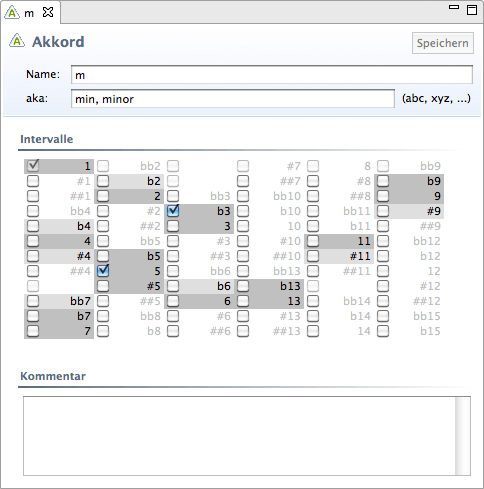 m
Akkord
Speichern
Name: m
aka: min, minor (abc, xyz, ...)
Intervalle
1 bb2 #7 8 bb9
#1 b2 ##7 #8 b9
##1 2 bb3 bb10 ##8 9
bb4 #2 b3 b10 bb11 #9
b4 ##2 3 10 b11 ##9
4 bb5 #3 #10 11 bb12
#4 b5 ##3 ##10 #11 b12
##4 5 bb6 bb13 ##11 12
#5 b6 b13 #12
bb7 ##5 6 13 bb14 ##12
b7 bb8 #6 #13 b14 bb15
7 b8 ##6 ##13 14 b15
Kommentar